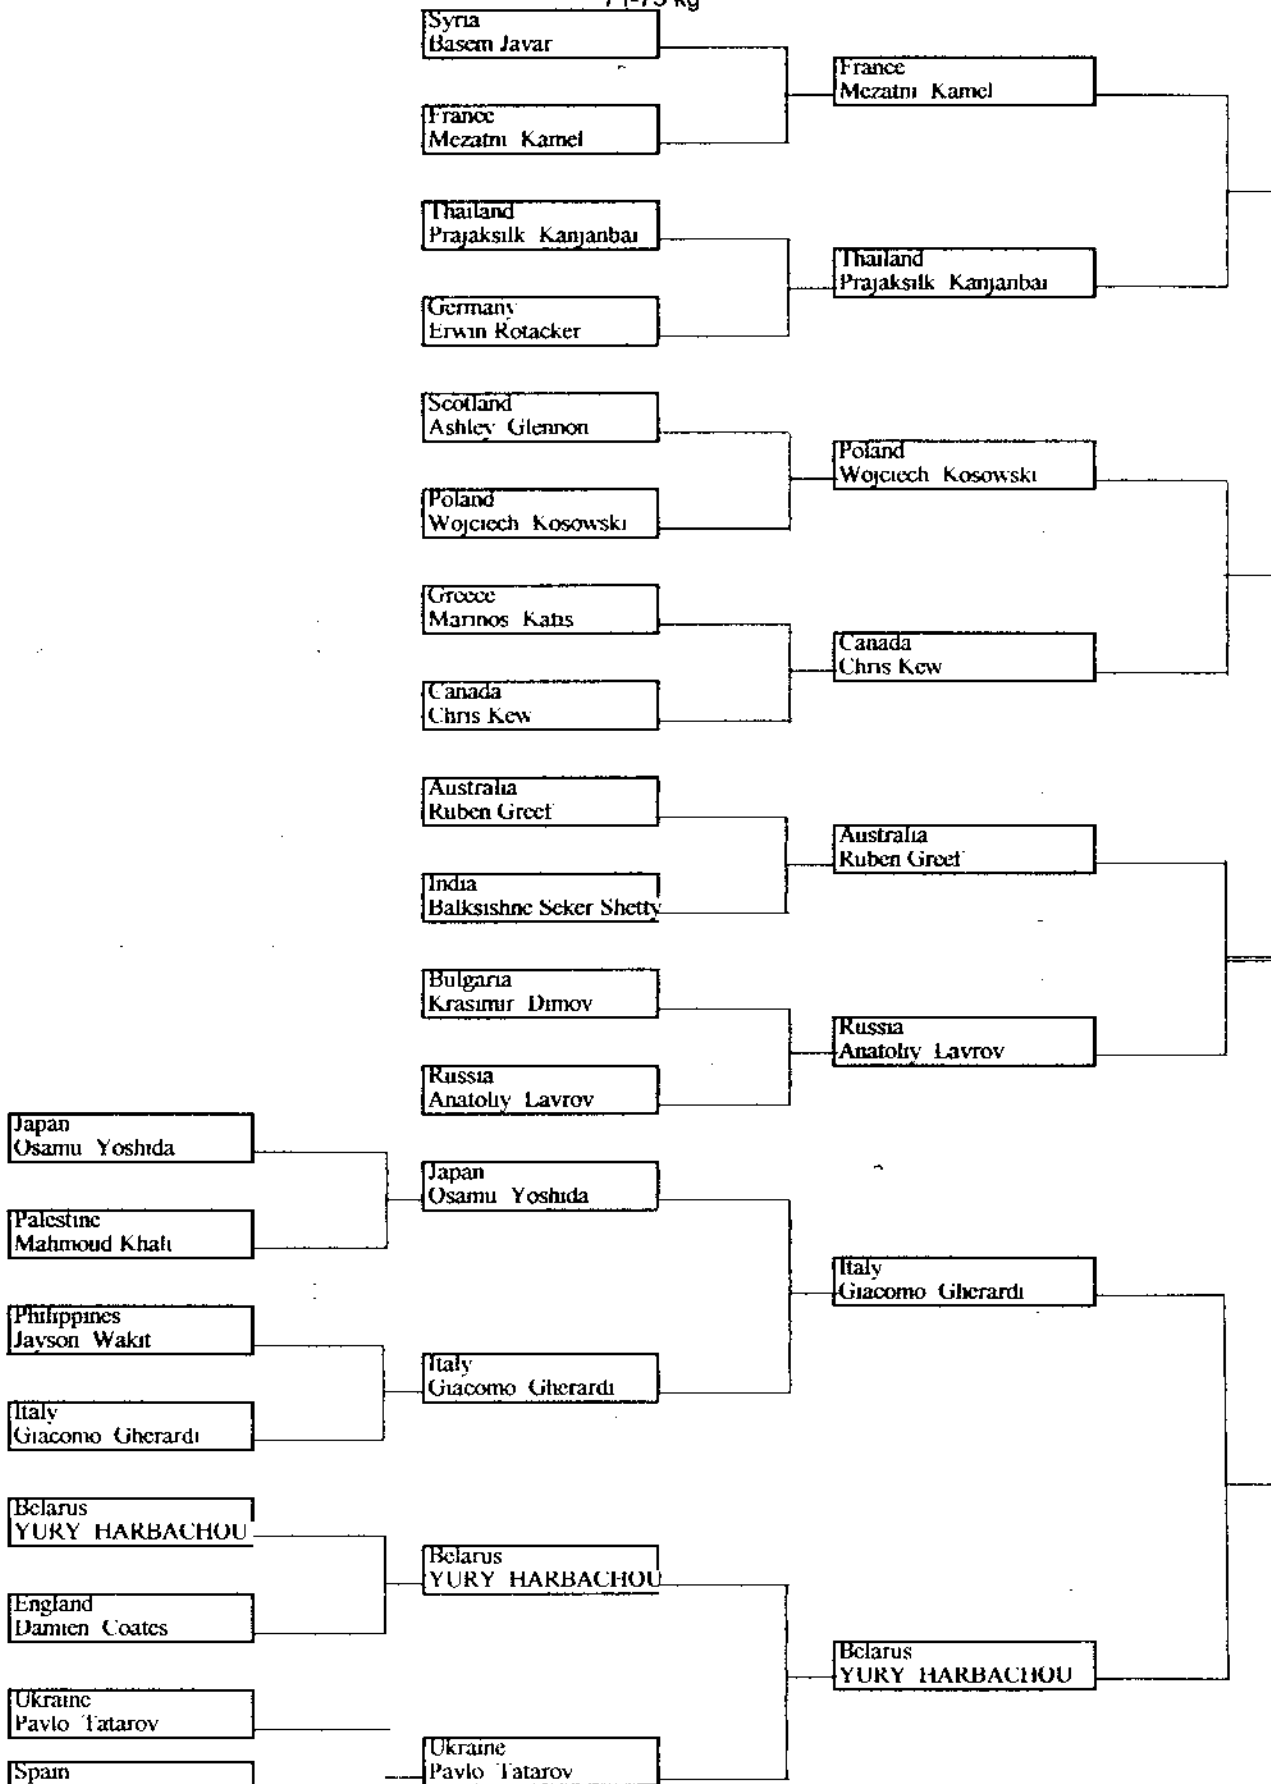 71-75 kg
Syria
Basem Javar
France
Mezatni Kamel
Thailand
Prajaksilk Kanjanbai
Germany
Erwin Rotacker
Scotland
Ashley Glennon
Poland
Wojciech Kosowski
Greece
Marinos Katis
Canada
Chris Kew
Australia
Ruben Greef
India
Balksishne Seker Shetty
Bulgaria
Krasimir Dimov
Russia
Anatoliy Lavrov
France
Mezatni Kamel
Thailand
Prajaksilk Kanjanbai
Poland
Wojciech Kosowski
Canada
Chris Kew
Australia
Ruben Greef
Russia
Anatoliy Lavrov
Japan
Osamu Yoshida
Palestine
Mahmoud Khali
Philippines
Jayson Wakit
Italy
Giacomo Gherardi
Belarus
YURY HARBACHOU
England
Damien Coates
Ukraine
Pavlo Tatarov
Spain
Japan
Osamu Yoshida
Italy
Giacomo Gherardi
Belarus
YURY HARBACHOU
Ukraine
Pavlo Tatarov
Italy
Giacomo Gherardi
Belarus
YURY HARBACHOU